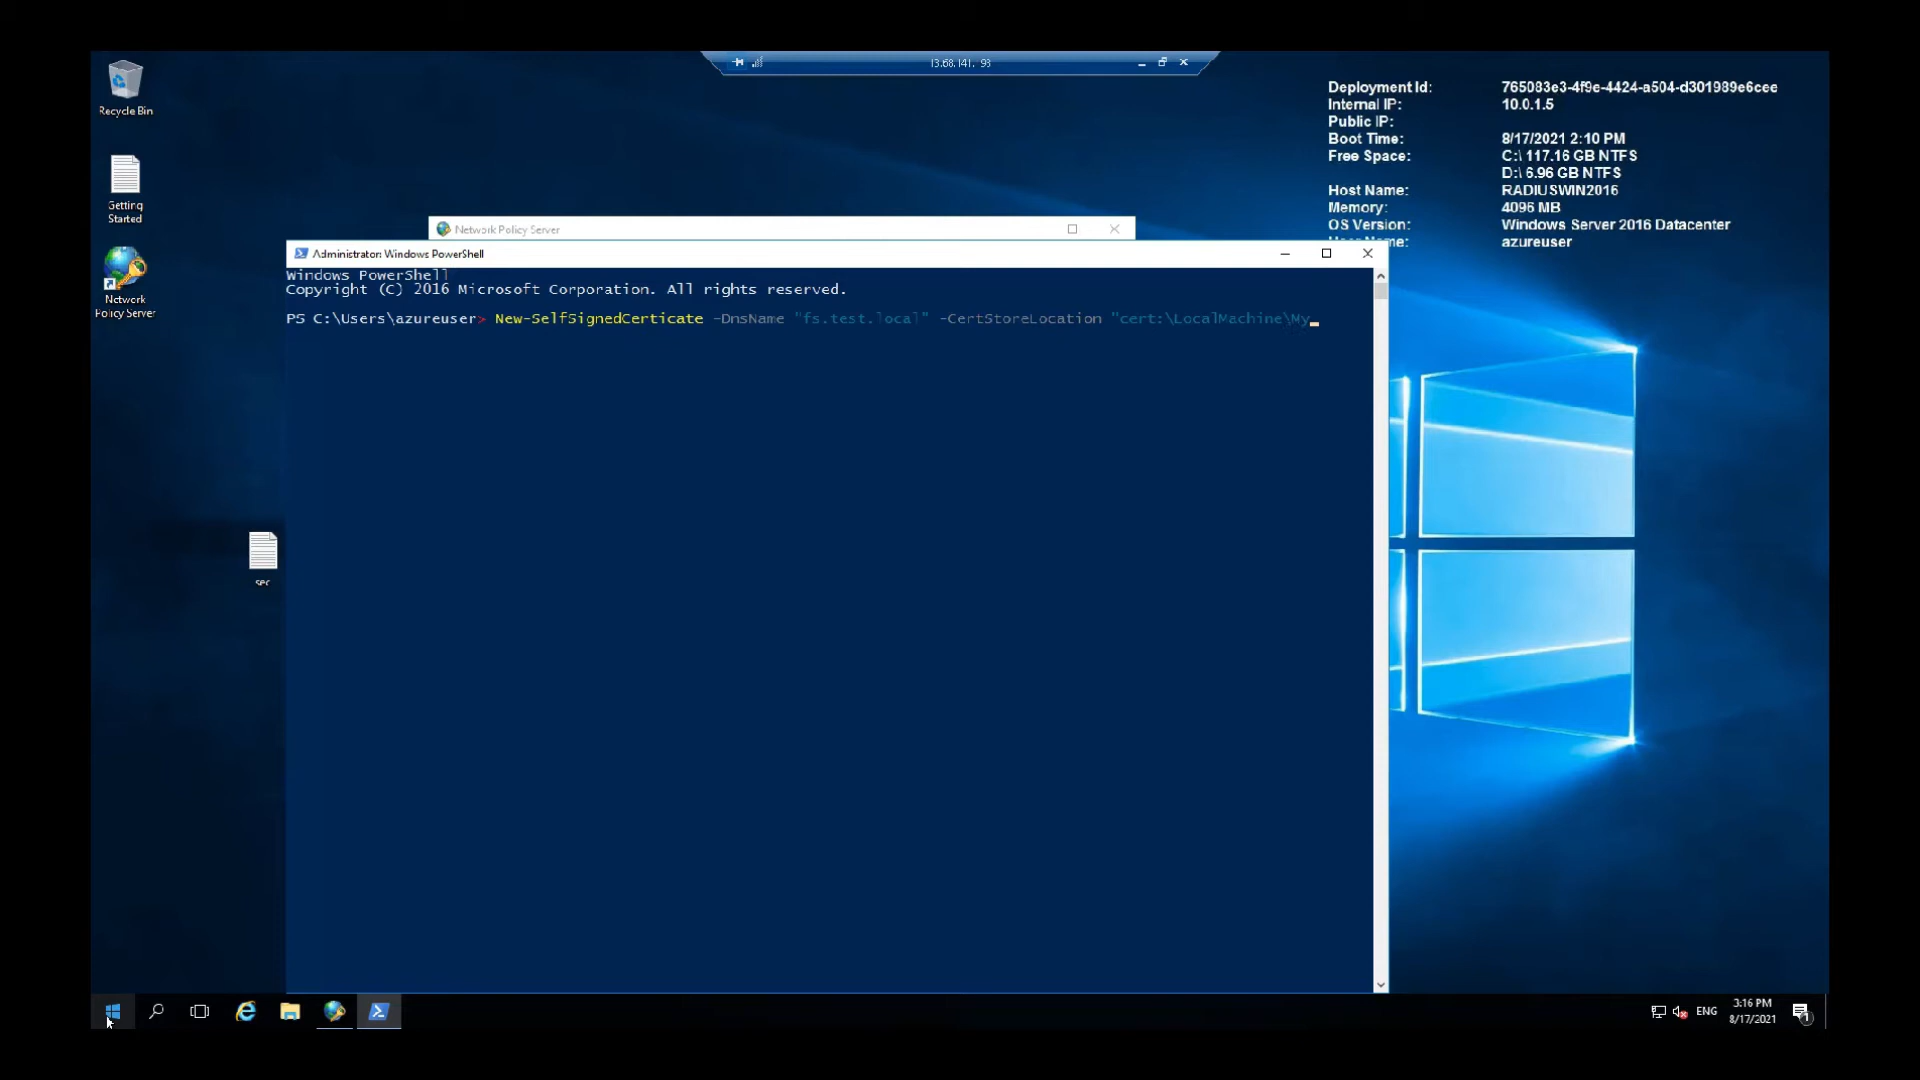 13.68.141. 93
Recycle Bin
Getting
Started
Network
Policy Server
sec
Deployment Id: 765083e3-4f9e-4424-a504-d301989e6cee
Internal IP: 10.0.1.5
Public IP:
Boot Time: 8/17/2021 2:10 PM
Free Space: C:\ 117.16 GB NTFS
D:\ 6.96 GB NTFS
Host Name: RADIUSWIN2016
Memory: 4096 MB
OS Version: Windows Server 2016 Datacenter
azureuser
Network Policy Server
Administrator: Windows PowerShell
Windows PowerShell
Copyright (C) 2016 Microsoft Corporation. All rights reserved.
PS C:\Users\azureuser> New-SelfSignedCerticate -DnsName "fs.test.local" -CertStoreLocation "cert:\LocalMachine\My
ENG
3:16 PM
8/17/2021
1